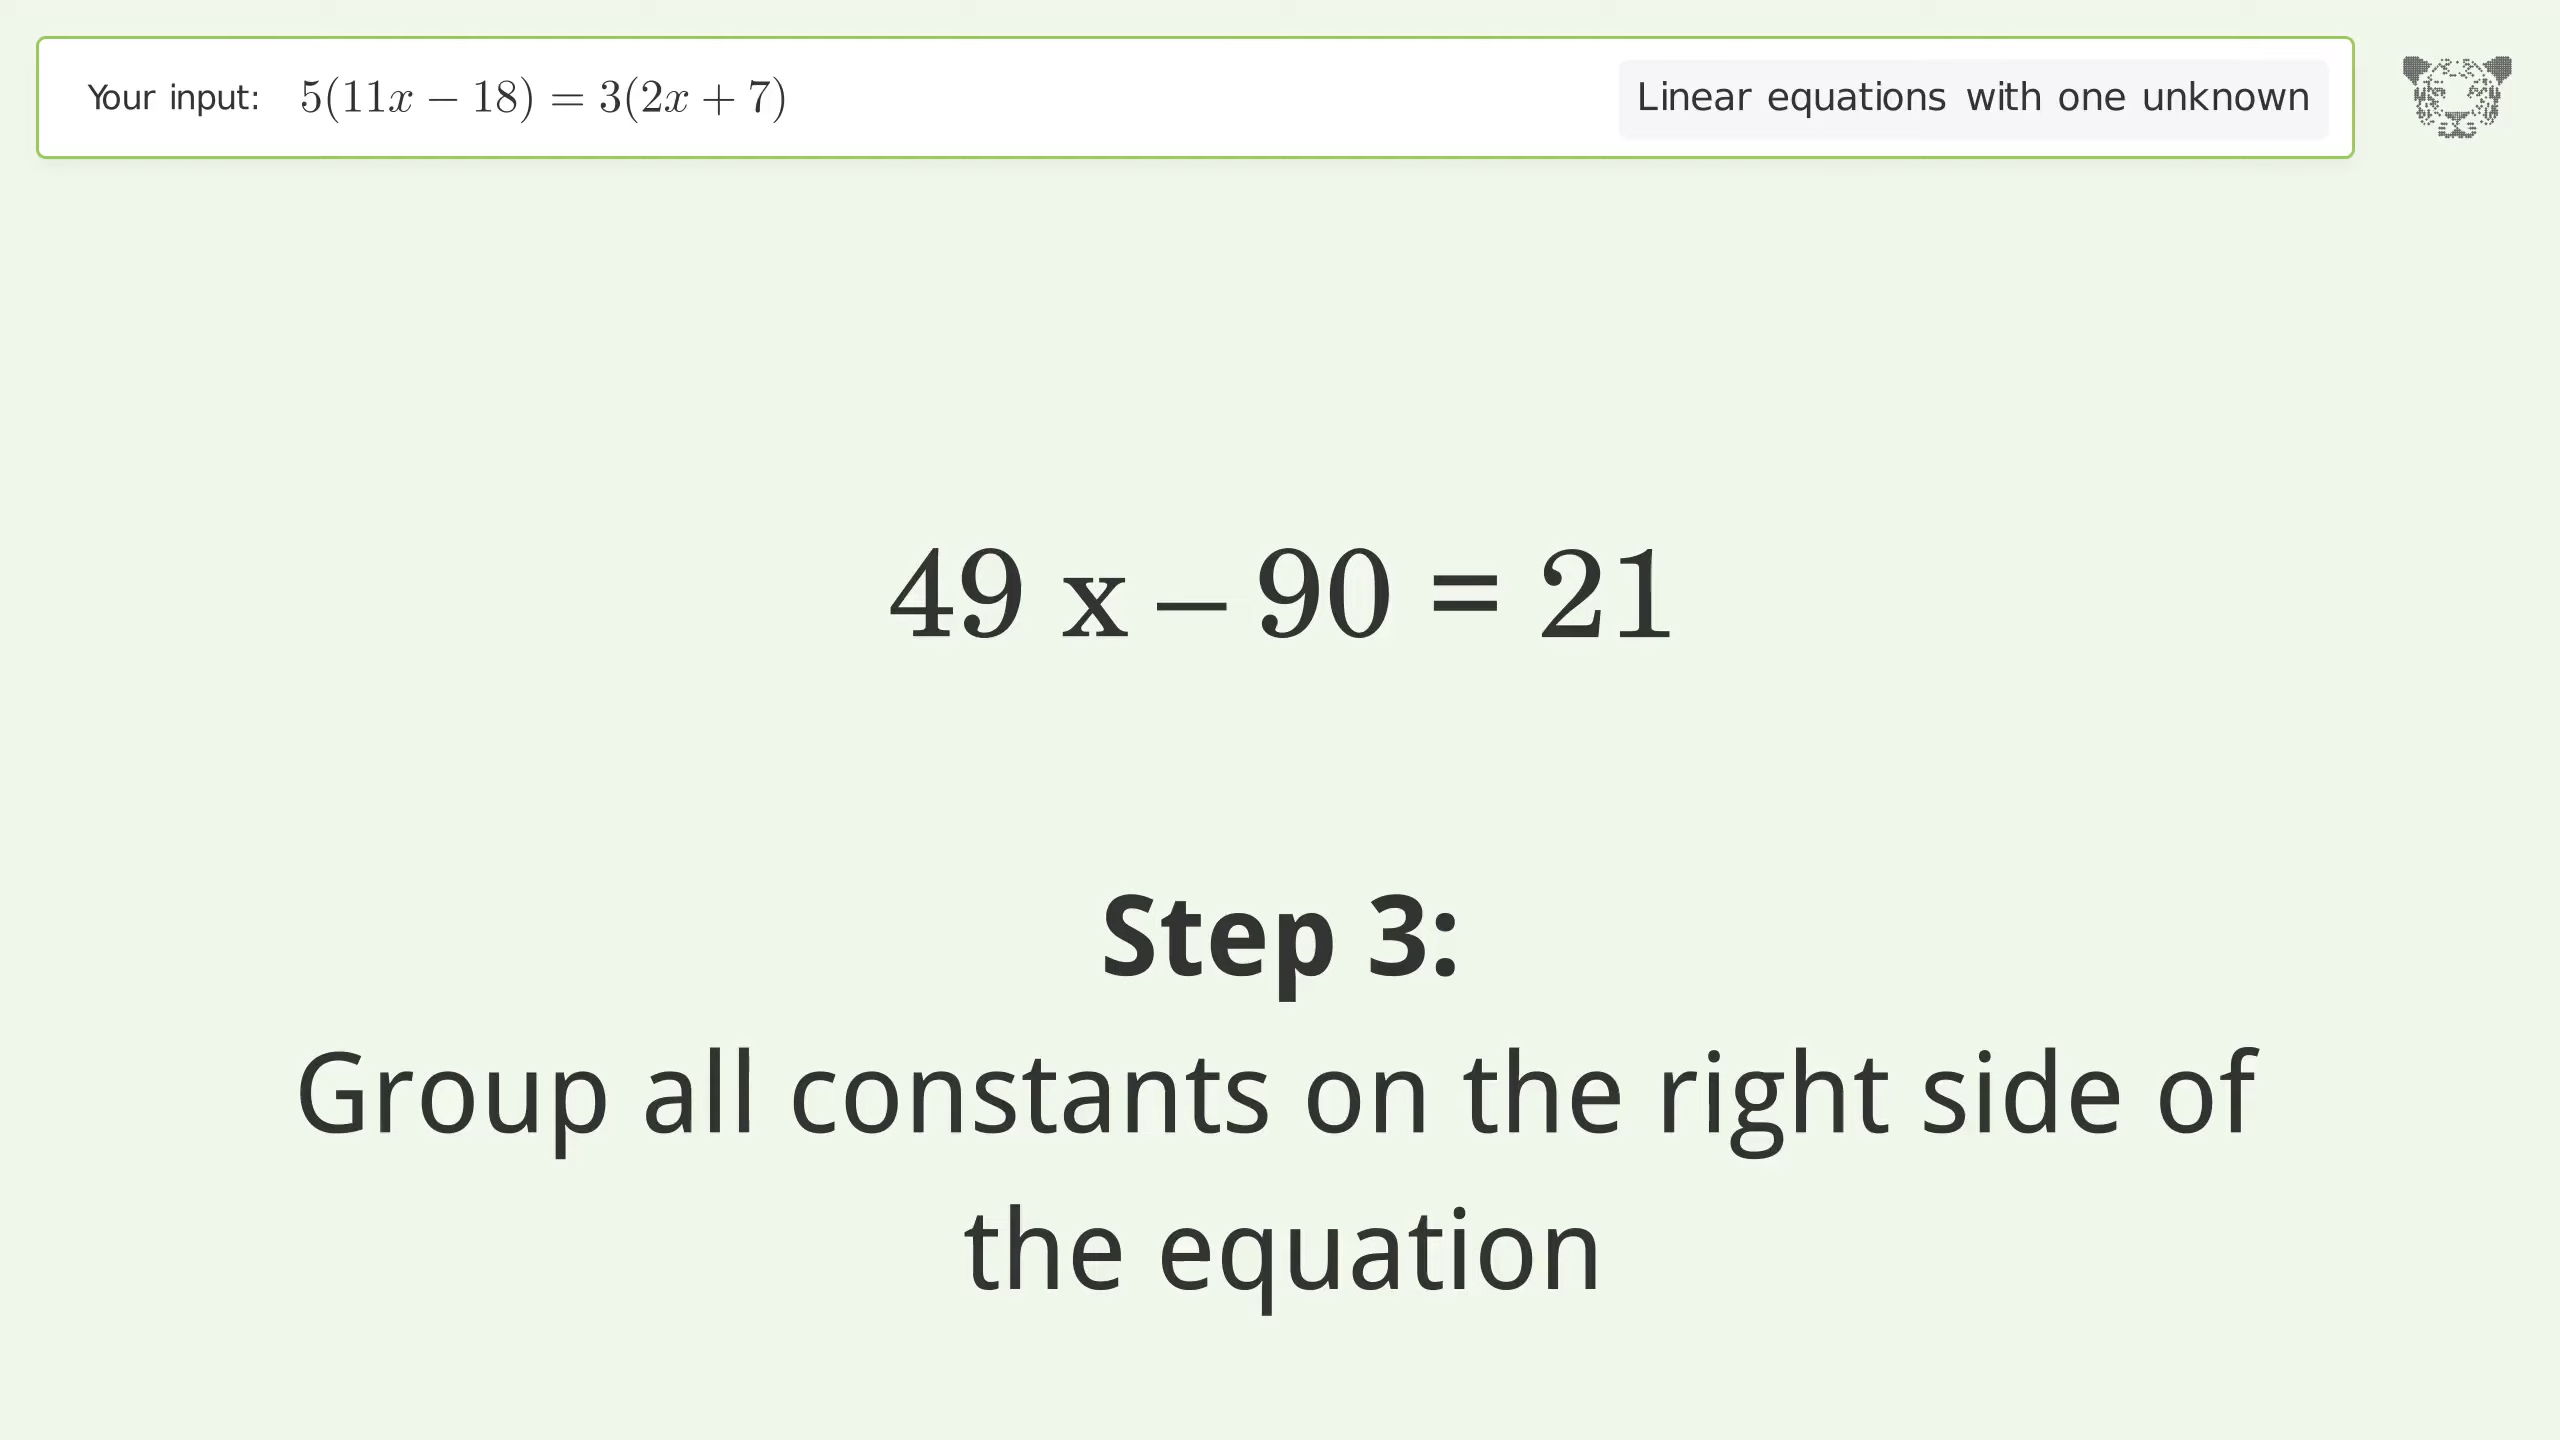 Your input: 5(11x − 18) = 3(2x + 7)
Linear equations with one unknown
49 x – 90 = 21
Step 3:
Group all constants on the right side of
the equation